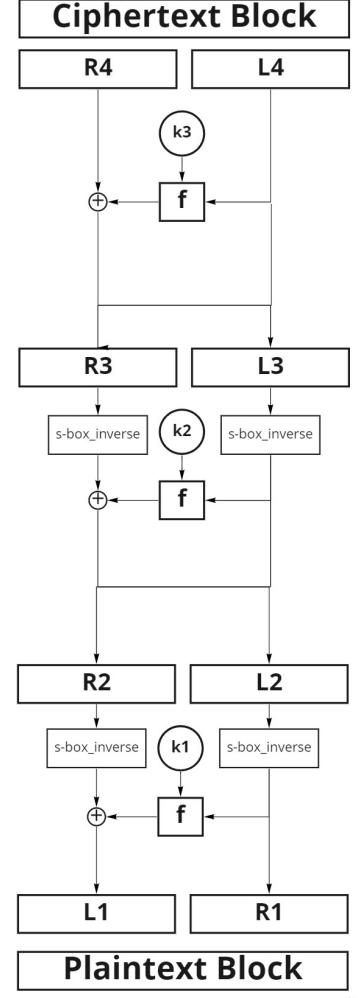 Ciphertext Block
R4 L4
k3
f
R3 L3
s-box_inverse k2 s-box_inverse
f
R2 L2
s-box_inverse k1 s-box_inverse
f
L1 R1
Plaintext Block